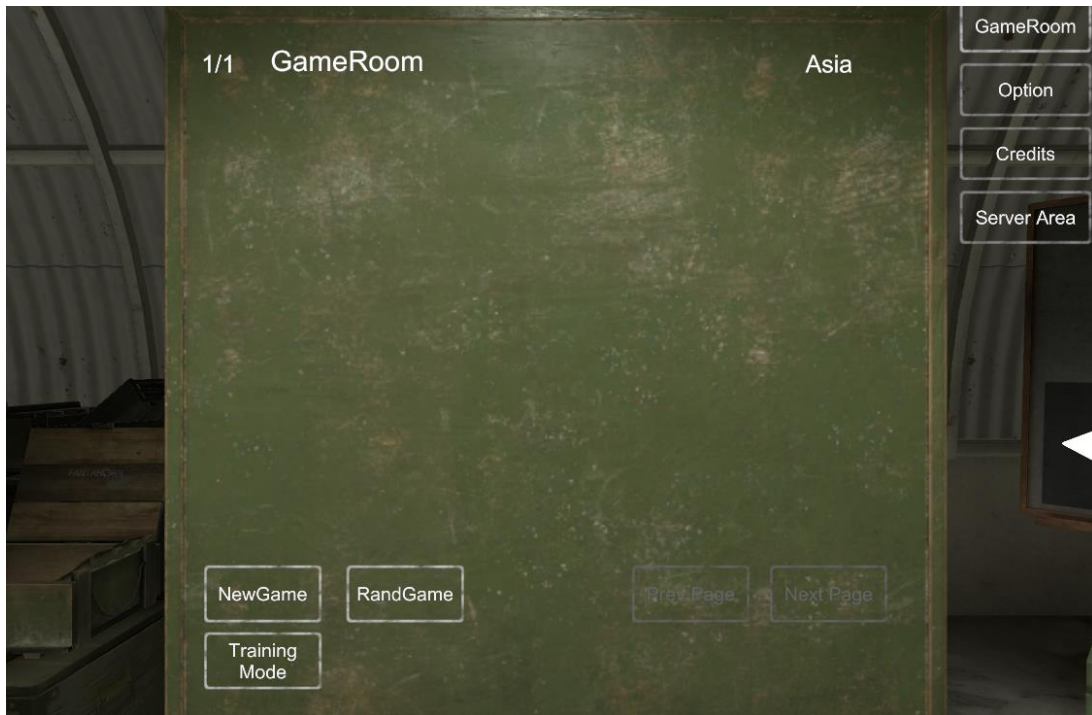 1/1 GameRoom Asia
GameRoom
Option
Credits
Server Area
NewGame RandGame Prev Page Next Page
Training
Mode